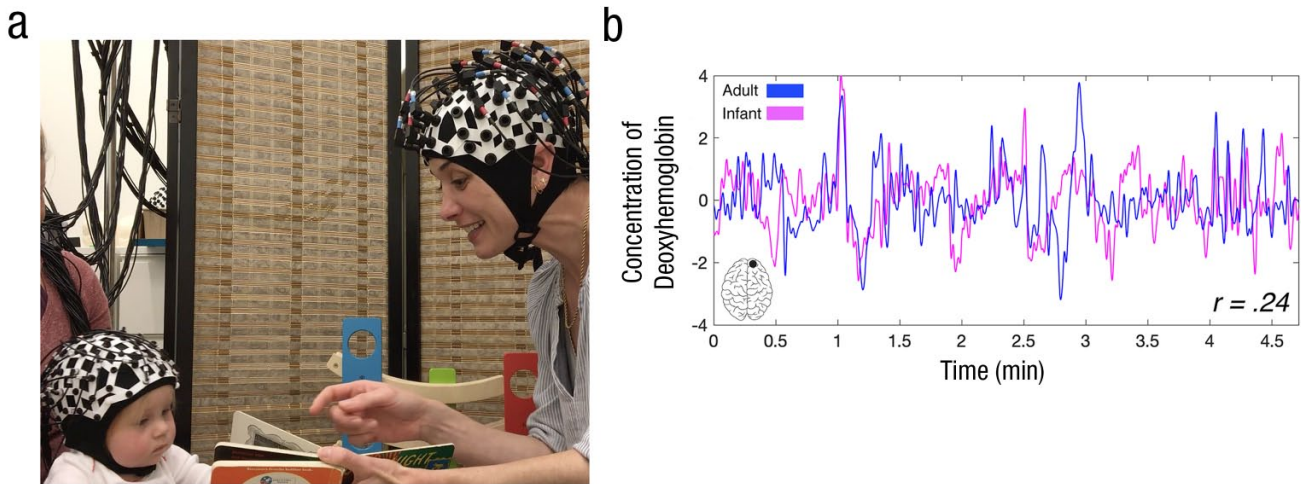 a
b
Concentration of
Deoxyhemoglobin
4
2
0
-2
-4
Adult
Infant
r = .24
0
0.5
1
1.5
2
2.5
3
3.5
4
4.5
Time (min)